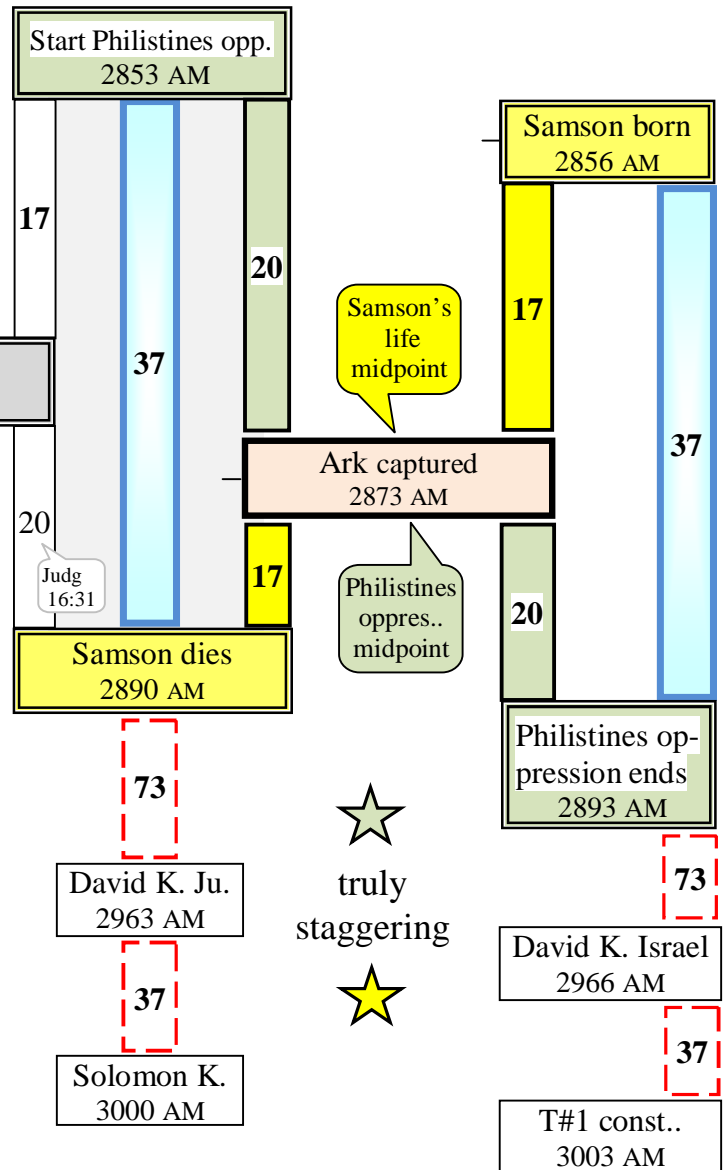 Start Philistines opp.
2853 AM
Samson born
2856 AM
17
37
20
Samson's
life
midpoint
17
37
Ark captured
2873 AM
20
Judg
16:31
17
Philistines
oppres..
midpoint
20
Samson dies
2890 AM
Philistines op-
pression ends
2893 AM
73
David K. Ju.
2963 AM
37
Solomon K.
3000 AM
truly
staggering
73
David K. Israel
2966 AM
37
T#1 const..
3003 AM